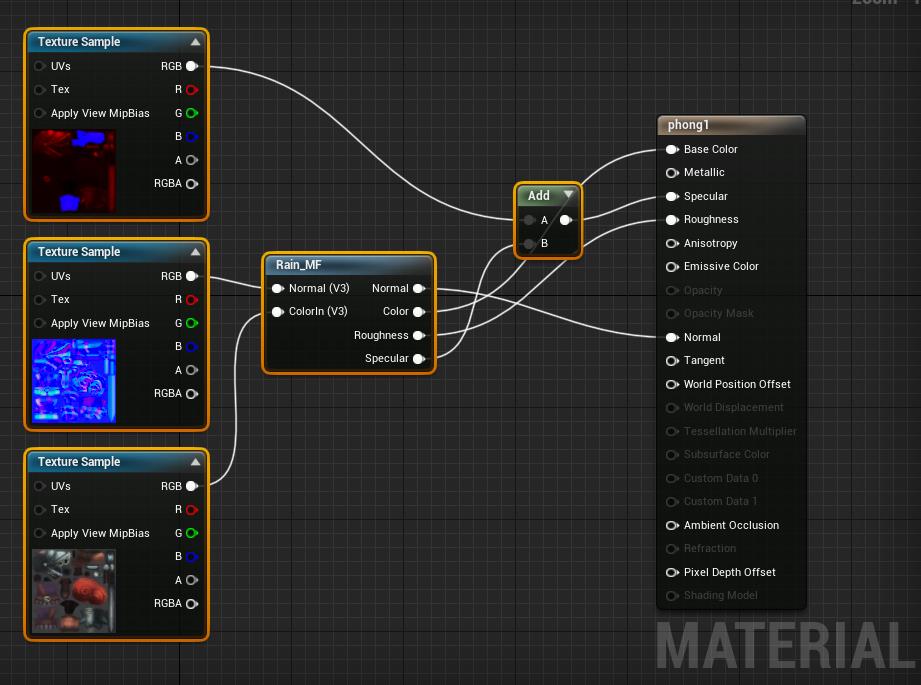 Texture Sample
UVs RGB
Tex R
Apply View MipBias G
B
A
RGBA
Texture Sample
UVs RGB
Tex R
Apply View MipBias G
B
A
RGBA
Texture Sample
UVs RGB
Tex R
Apply View MipBias G
B
A
RGBA
Rain_MF
Normal (V3) Normal
ColorIn (V3) Color
Roughness
Specular
Add
A
B
phong1
Base Color
Metallic
Specular
Roughness
Anisotropy
Emissive Color
Opacity
Opacity Mask
Normal
Tangent
World Position Offset
World Displacement
Tessellation Multiplier
Subsurface Color
Custom Data 0
Custom Data 1
Ambient Occlusion
Refraction
Pixel Depth Offset
Shading Model
MATERIAL